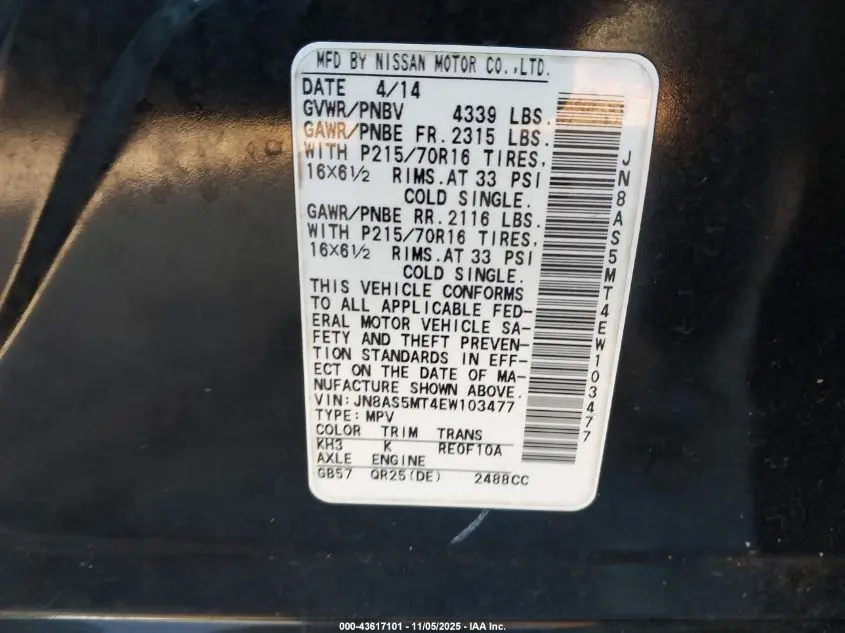 MFD BY NISSAN MOTOR CO.,LTD.
DATE 4/14
GVWR/PNBV 4339 LBS.
GAWR/PNBE FR. 2315 LBS.
WITH P215/70R16 TIRES,
16X6½ RIMS. AT 33 PSI
COLD SINGLE.
GAWR/PNBE RR. 2116 LBS.
WITH P215/70R16 TIRES,
16X6½ RIMS. AT 33 PSI
COLD SINGLE.
THIS VEHICLE CONFORMS
TO ALL APPLICABLE FED-
ERAL MOTOR VEHICLE SA-
FETY AND THEFT PREVEN-
TION STANDARDS IN EFF-
ECT ON THE DATE OF MA-
NUFACTURE SHOWN ABOVE.
VIN: JN8AS5MT4EW103477
TYPE: MPV
COLOR TRIM TRANS
KH3 K RE0F10A
AXLE ENGINE
GB57 QR25(DE) 2488CC
JN8AS5MT4EW103477
000-43617101 - 11/05/2025 - IAA Inc.